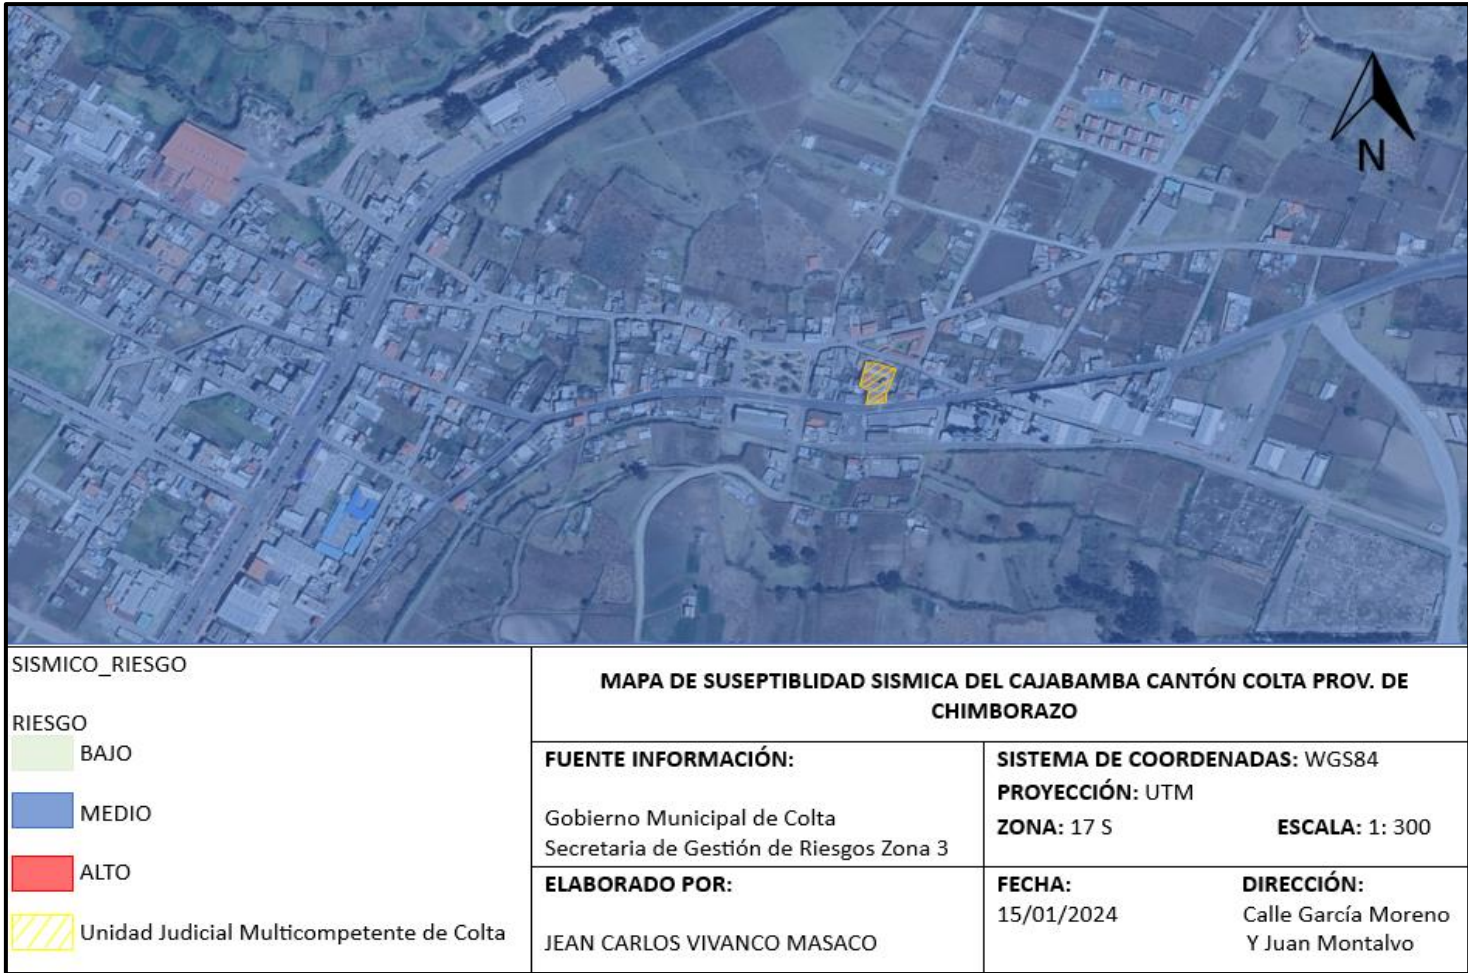 N
SISMICO_RIESGO
RIESGO
BAJO
MEDIO
ALTO
Unidad Judicial Multicompetente de Colta
MAPA DE SUSEPTIBLIDAD SISMICA DEL CAJABAMBA CANTÓN COLTA PROV. DE
CHIMBORAZO
FUENTE INFORMACIÓN:
Gobierno Municipal de Colta
Secretaria de Gestión de Riesgos Zona 3
SISTEMA DE COORDENADAS: WGS84
PROYECCIÓN: UTM
ZONA: 17 S ESCALA: 1: 300
ELABORADO POR:
JEAN CARLOS VIVANCO MASACO
FECHA:
15/01/2024
DIRECCIÓN:
Calle García Moreno
Y Juan Montalvo